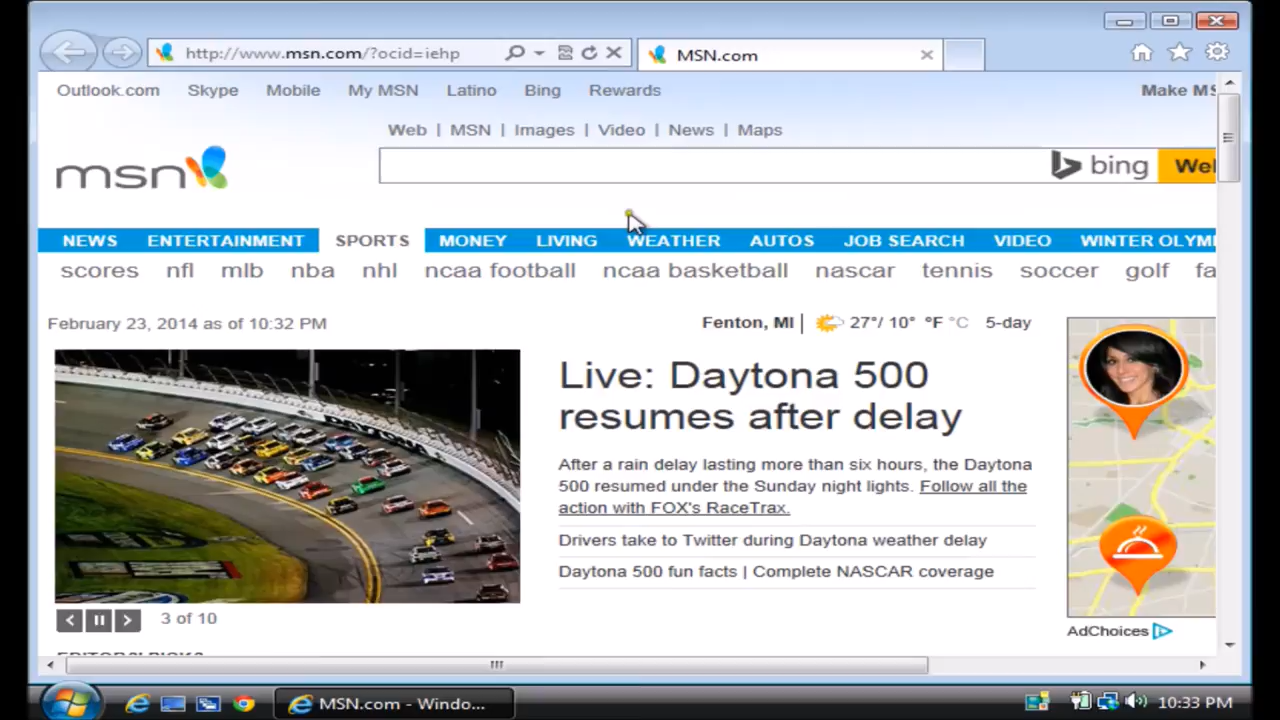 http://www.msn.com/?ocid=iehp
MSN.com
Outlook.com Skype Mobile My MSN Latino Bing Rewards Make MS
Web | MSN | Images | Video | News | Maps
msn
bing
We
NEWS ENTERTAINMENT SPORTS MONEY LIVING WEATHER AUTOS JOB SEARCH VIDEO WINTER OLYM
scores nfl mlb nba nhl ncaa football ncaa basketball nascar tennis soccer golf fa
February 23, 2014 as of 10:32 PM
Fenton, MI | 27°/ 10° °F °C 5-day
Live: Daytona 500
resumes after delay
After a rain delay lasting more than six hours, the Daytona
500 resumed under the Sunday night lights. Follow all the
action with FOX's RaceTrax.
Drivers take to Twitter during Daytona weather delay
Daytona 500 fun facts | Complete NASCAR coverage
DAYTONA
3 of 10
AdChoices
EDITOR'S PICKS
MSN.com - Windo...
10:33 PM